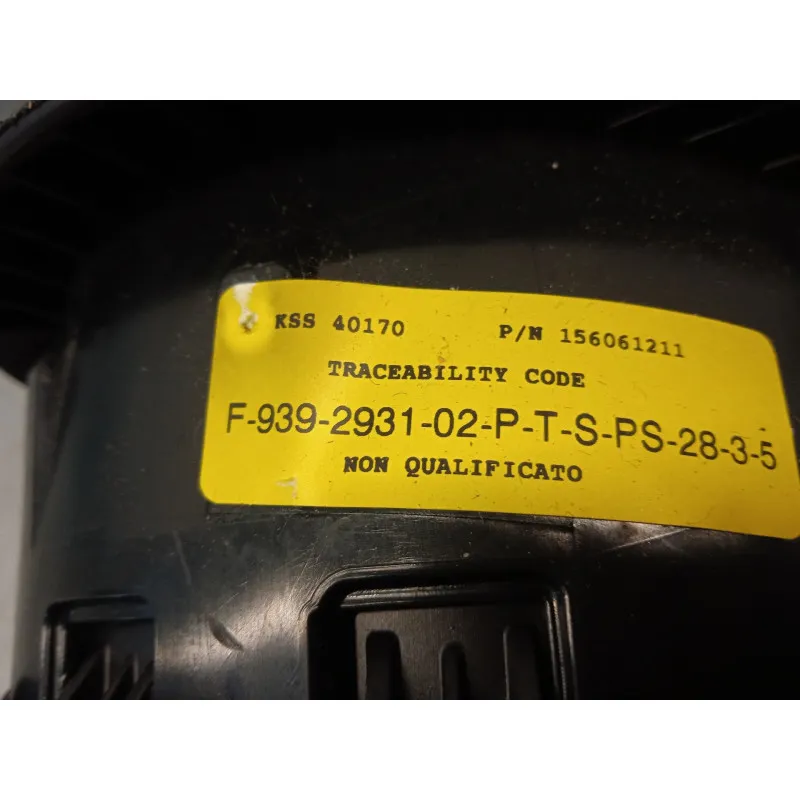 KSS 40170 P/N 156061211
TRACEABILITY CODE
F-939-2931-02-P-T-S-PS-28-3-5
NON QUALIFICATO